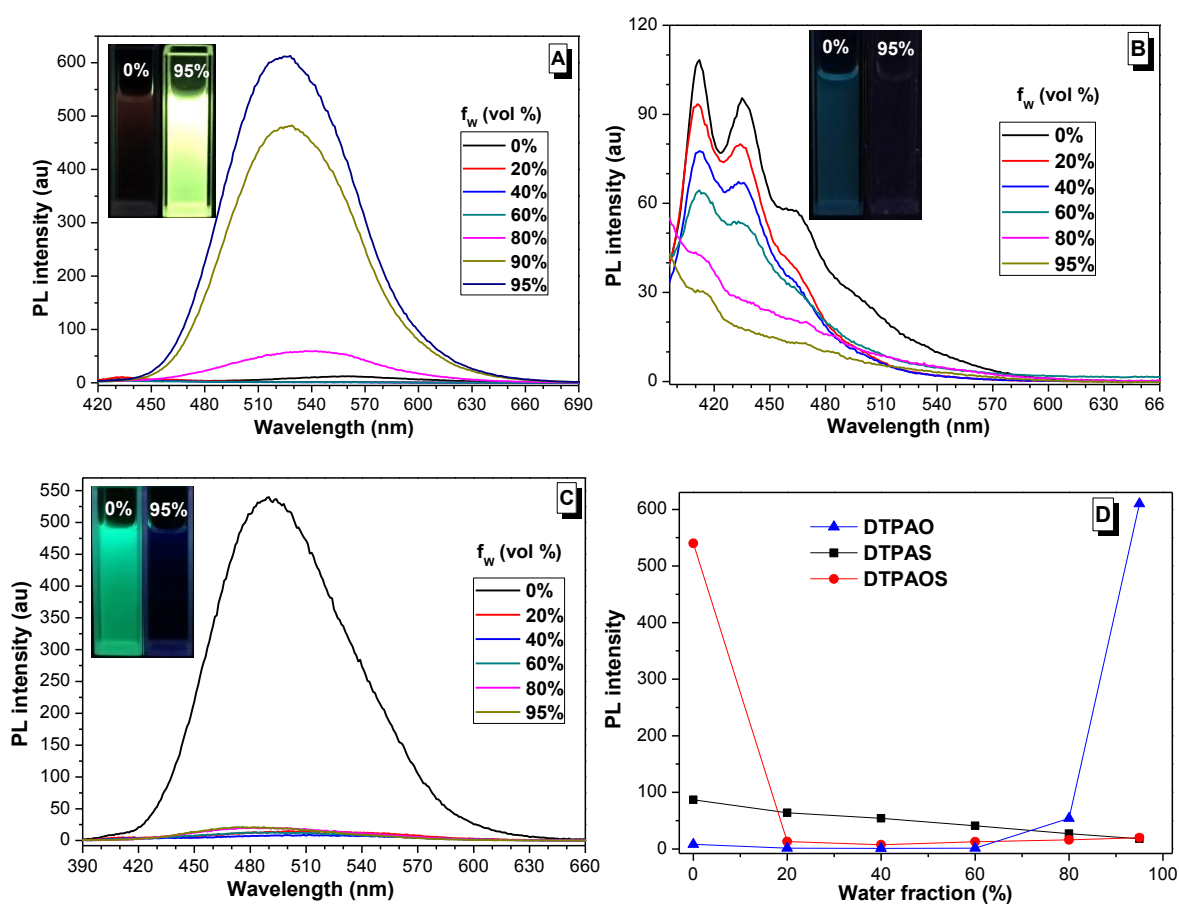 A
0% 95%
f_w (vol %)
0%
20%
40%
60%
80%
90%
95%
PL intensity (au)
600
500
400
300
200
100
0
420 450 480 510 540 570 600 630 660 690
Wavelength (nm)
B
0% 95%
f_w (vol %)
0%
20%
40%
60%
80%
95%
PL intensity (au)
120
90
60
30
0
420 450 480 510 540 570 600 630 66
Wavelength (nm)
C
0% 95%
f_w (vol %)
0%
20%
40%
60%
80%
95%
PL intensity (au)
550
500
450
400
350
300
250
200
150
100
50
0
390 420 450 480 510 540 570 600 630 660
Wavelength (nm)
D
DTPAO
DTPAS
DTPAOS
PL intensity
600
500
400
300
200
100
0
0 20 40 60 80 100
Water fraction (%)